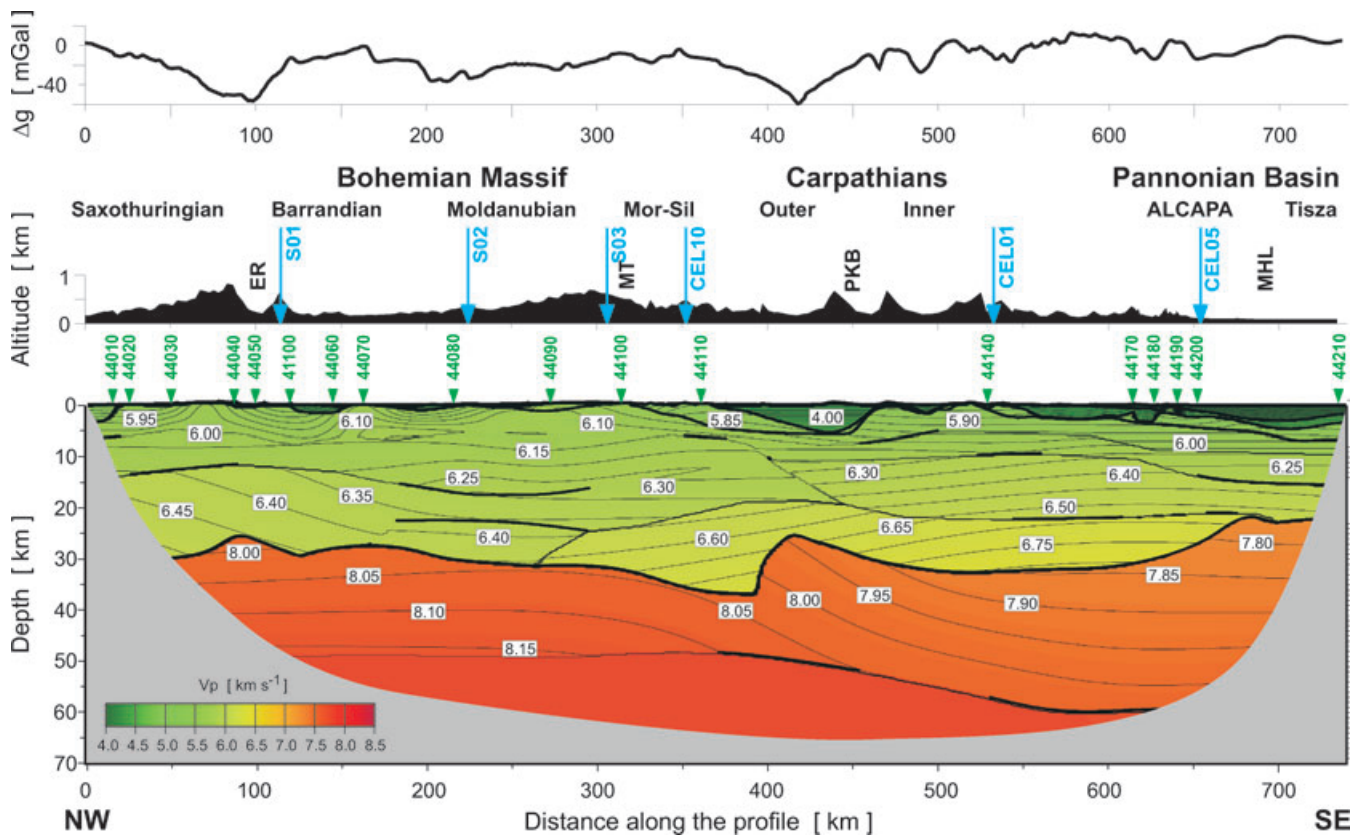 Δg [ mGal]
0
-40
0 100 200 300 400 500 600 700
Bohemian Massif Carpathians Pannonian Basin
Saxothuringian Barrandian Moldanubian Mor-Sil Outer Inner ALCAPA Tisza
Altitude [ km]
1
0
ER S01 S02 S03 MT CEL10 PKB CEL01 CEL05 MHL
44010 44020 44030 44040 44050 41100 44060 44070 44080 44090 44100 44110 44140 44170 44180 44190 44200 44210
Depth [ km]
0
10
20
30
40
50
60
70
5.95 6.10 6.10 5.85 4.00 5.90
6.00 6.15 6.00
6.25 6.30 6.30 6.40 6.25
6.45 6.40 6.35 6.50
6.40 6.60 6.65 6.75
8.00 8.05 7.80
8.10 8.05 8.00 7.95 7.90 7.85
8.15
Vp [ km s-1]
4.0 4.5 5.0 5.5 6.0 6.5 7.0 7.5 8.0 8.5
0 100 200 300 400 500 600 700
NW Distance along the profile [ km] SE